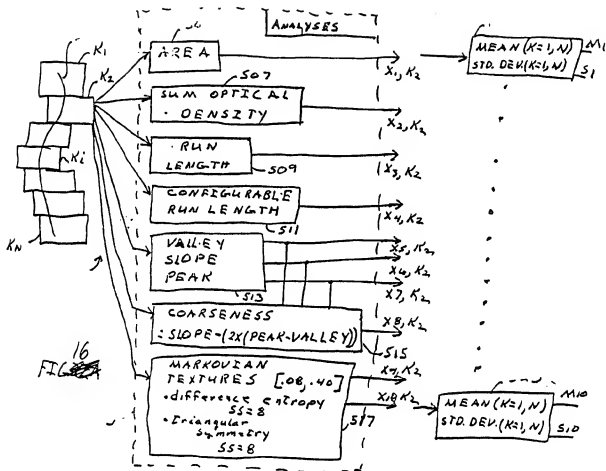 ANALYSES
K1
K2
Ki
KN
AREA
X1, K2
MEAN (K=1, N)
STD. DEV. (K=1, N)
M1
S1
507
SUM OPTICAL
DENSITY
X2, K2
RUN
LENGTH
509
X3, K2
CONFIGURABLE
RUN LENGTH
511
X4, K2
VALLEY
SLOPE
PEAK
513
X5, K2
X6, K2
X7, K2
COARSENESS
=SLOPE-(2X(PEAK-VALLEY))
515
X8, K2
MARKOVIAN
TEXTURES [.08, .40]
•difference entropy
SS=8
•triangular
symmetry
SS=8
517
X9, K2
X10, K2
MEAN (K=1, N)
STD. DEV. (K=1, N)
M10
S10
16
FIG